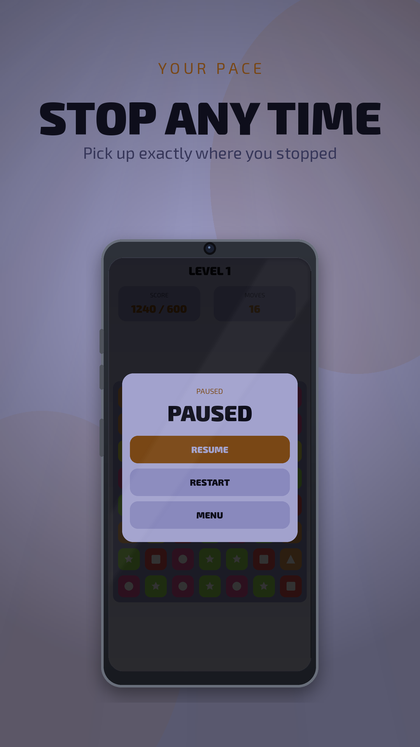 YOUR PACE
STOP ANY TIME
Pick up exactly where you stopped
LEVEL 1
1240 / 600
16
PAUSED
PAUSED
RESUME
RESTART
MENU